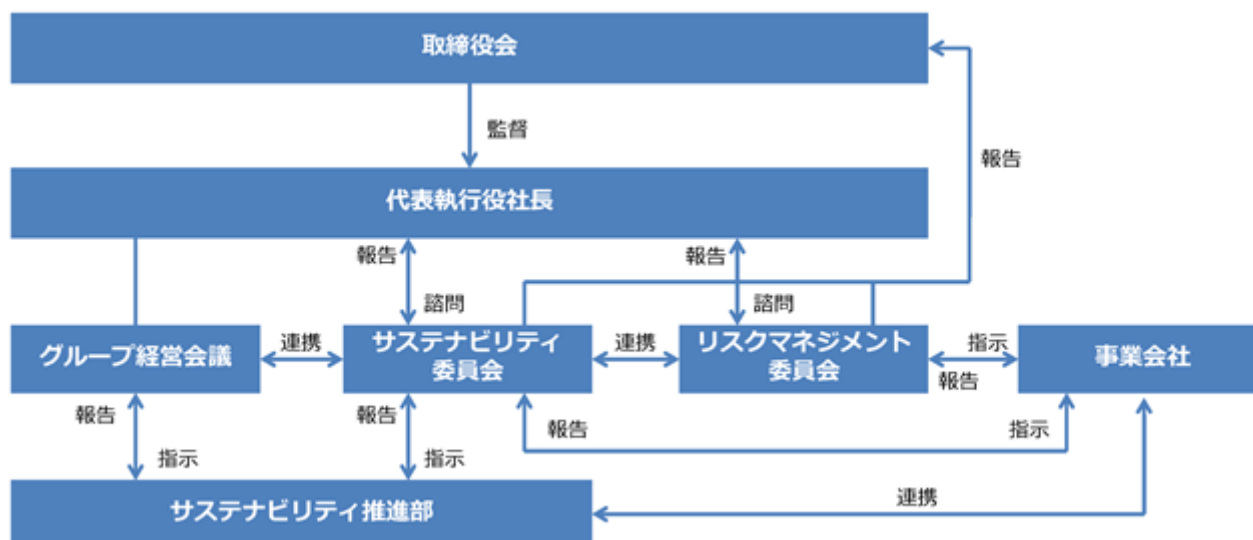 取締役会
監督
報告
代表執行役社長
報告
諮問
報告
諮問
グループ経営会議
連携
サステナビリティ
委員会
連携
リスクマネジメント
委員会
指示
報告
事業会社
報告
指示
報告
指示
報告
指示
サステナビリティ推進部
連携